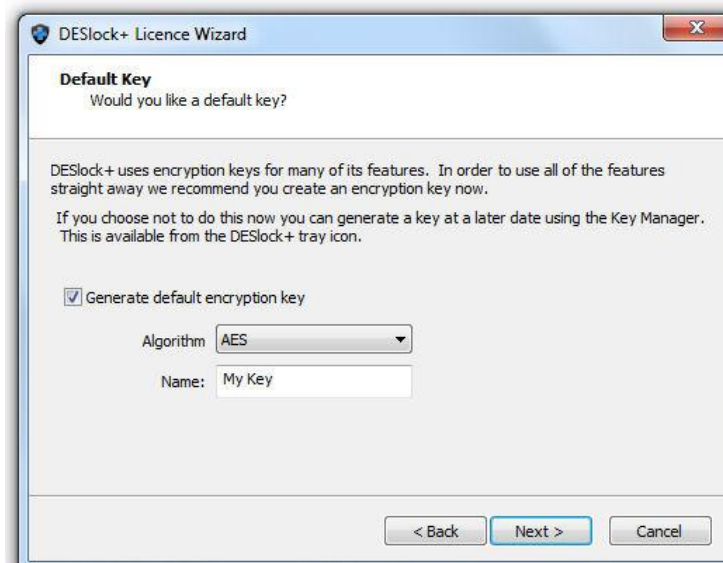 DESlock+ Licence Wizard
Default Key
Would you like a default key?
DESlock+ uses encryption keys for many of its features. In order to use all of the features
straight away we recommend you create an encryption key now.
If you choose not to do this now you can generate a key at a later date using the Key Manager.
This is available from the DESlock+ tray icon.
Generate default encryption key
Algorithm AES
Name: My Key
< Back Next > Cancel